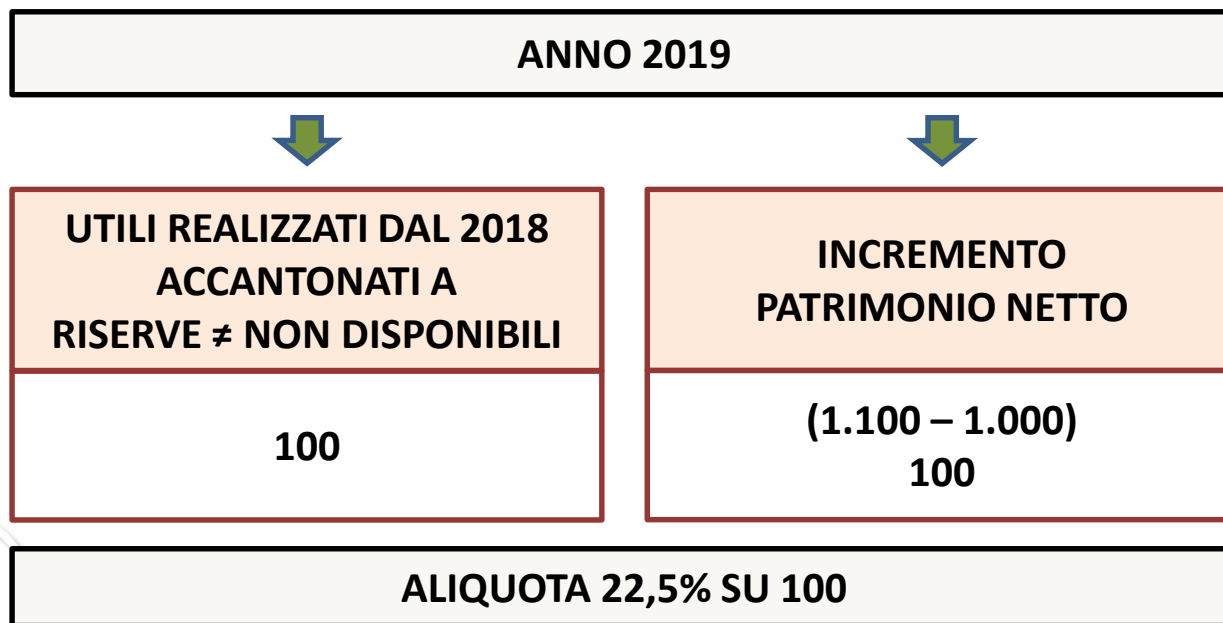 ANNO 2019
UTILI REALIZZATI DAL 2018
ACCANTONATI A
RISERVE ≠ NON DISPONIBILI
100
INCREMENTO
PATRIMONIO NETTO
(1.100 – 1.000)
100
ALIQUOTA 22,5% SU 100